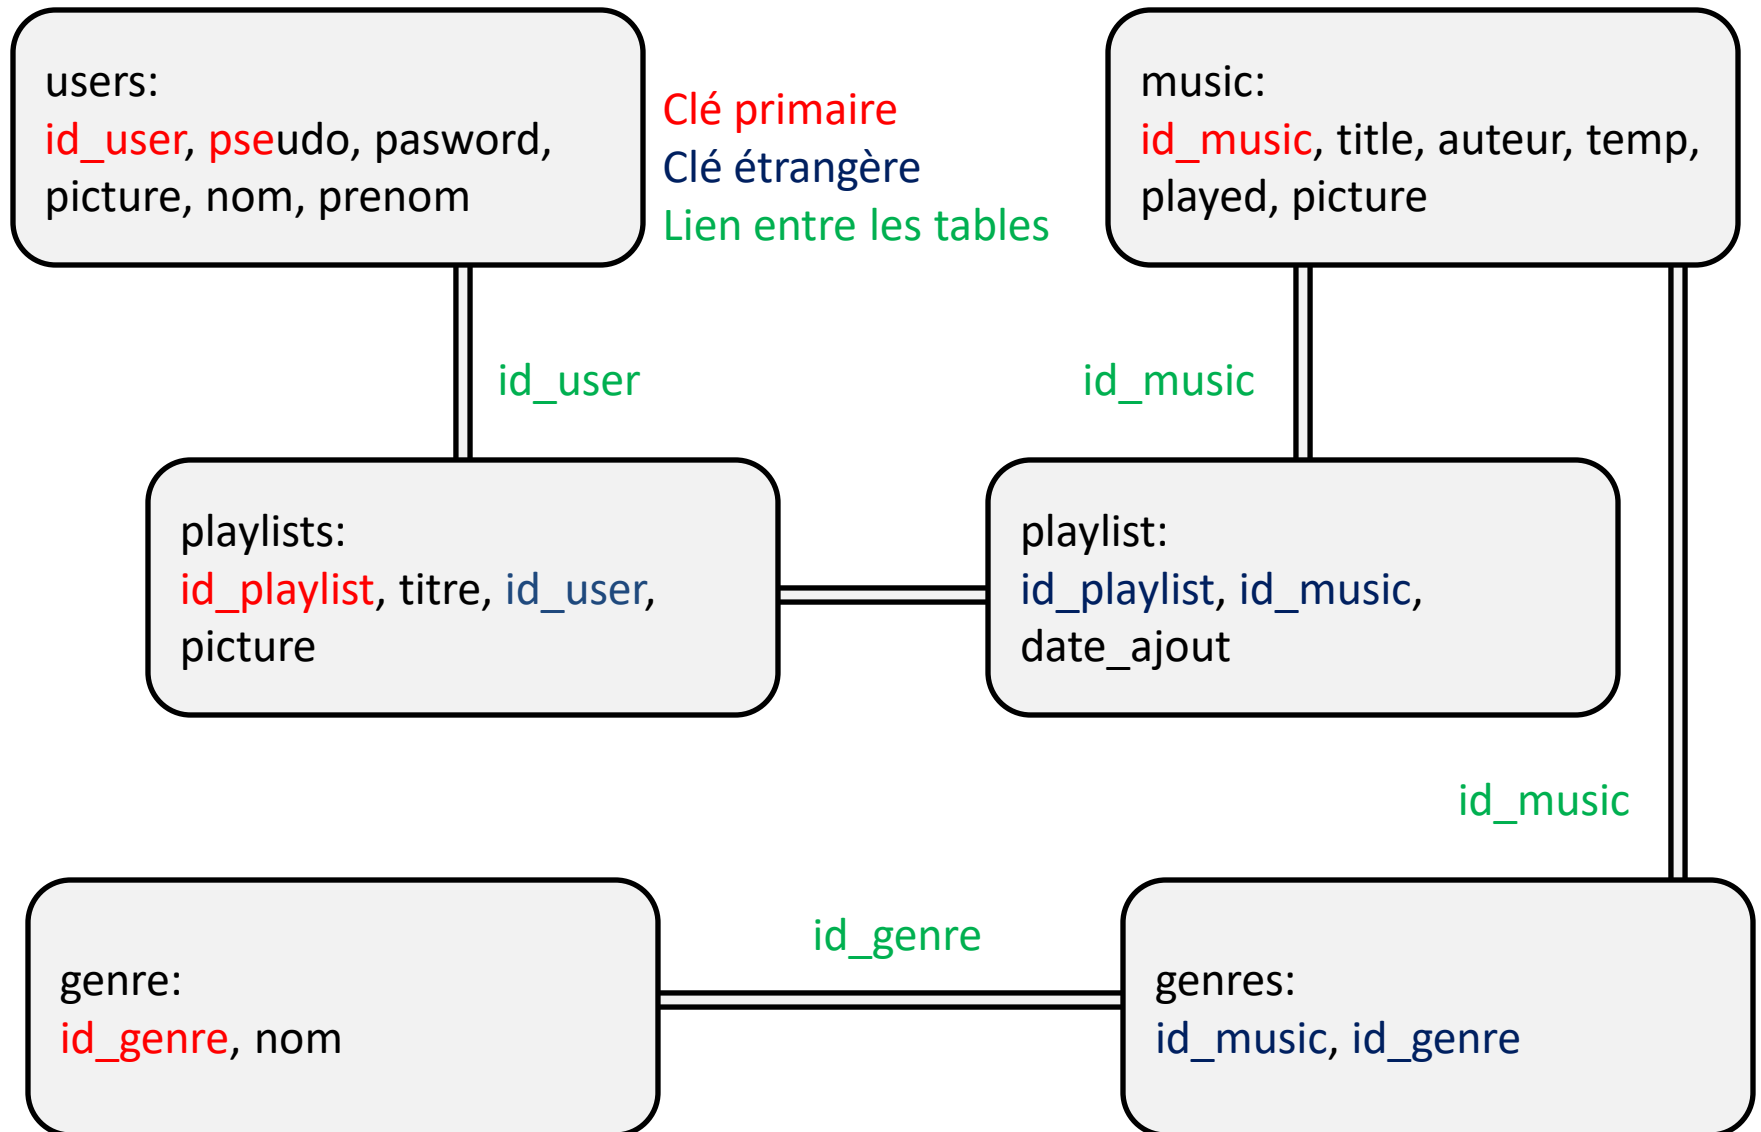 users:
id_user, pseudo, pasword,
picture, nom, prenom
Clé primaire
Clé étrangère
Lien entre les tables
music:
id_music, title, auteur, temp,
played, picture
id_user
id_music
playlists:
id_playlist, titre, id_user,
picture
playlist:
id_playlist, id_music,
date_ajout
id_music
genre:
id_genre, nom
id_genre
genres:
id_music, id_genre